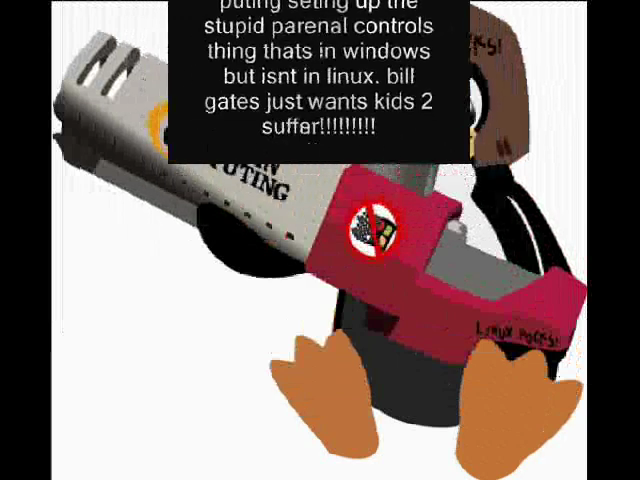 puting seting up the
stupid parenal controls
thing thats in windows
but isnt in linux. bill
gates just wants kids 2
suffer!!!!!!!!!
LINUX ROCKS!